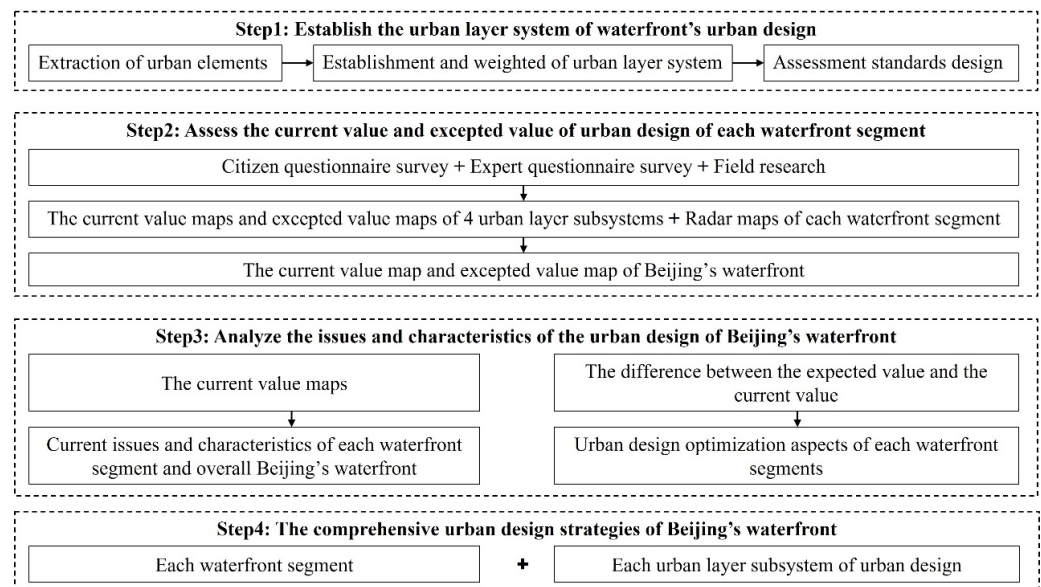 Step1: Establish the urban layer system of waterfront's urban design
Extraction of urban elements
Establishment and weighted of urban layer system
Assessment standards design
Step2: Assess the current value and excepted value of urban design of each waterfront segment
Citizen questionnaire survey + Expert questionnaire survey + Field research
The current value maps and excepted value maps of 4 urban layer subsystems + Radar maps of each waterfront segment
The current value map and excepted value map of Beijing's waterfront
Step3: Analyze the issues and characteristics of the urban design of Beijing's waterfront
The current value maps
Current issues and characteristics of each waterfront
segment and overall Beijing's waterfront
The difference between the expected value and the
current value
Urban design optimization aspects of each waterfront
segments
Step4: The comprehensive urban design strategies of Beijing's waterfront
Each waterfront segment
+
Each urban layer subsystem of urban design